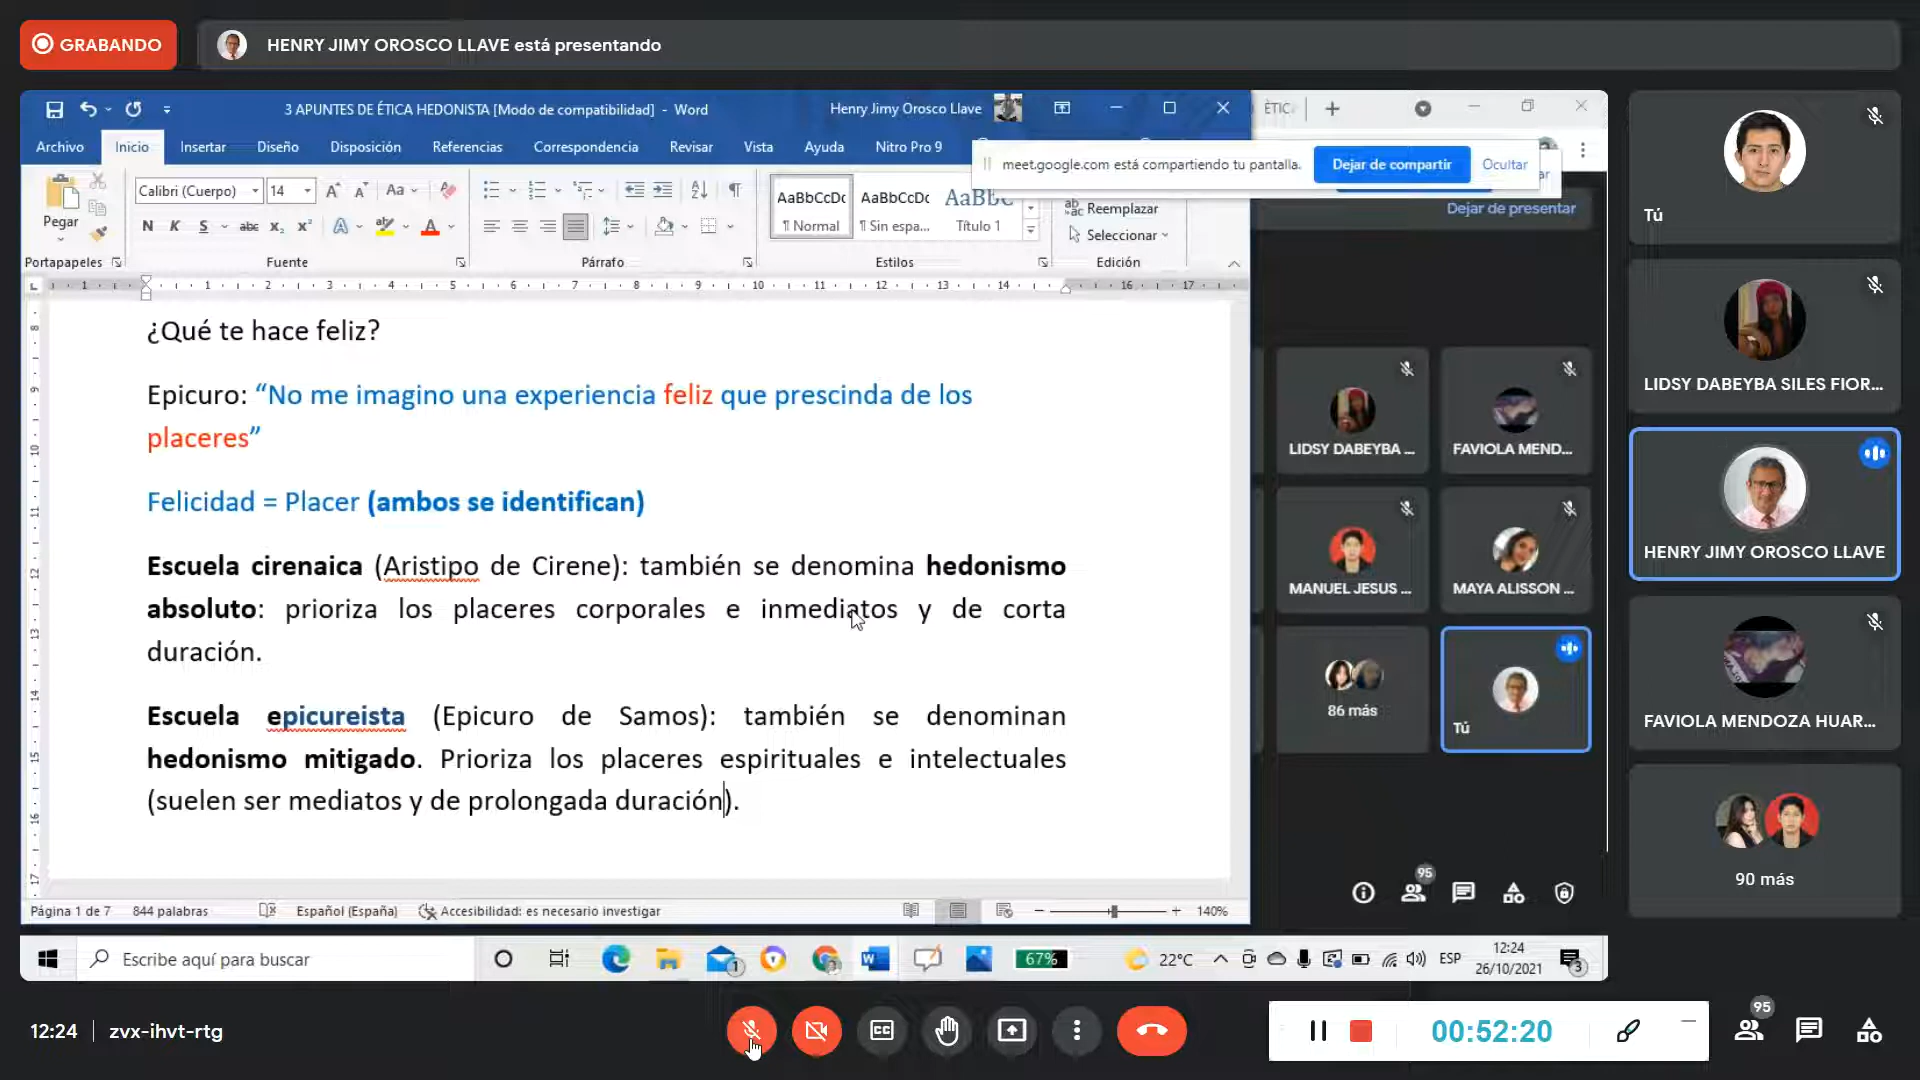 GRABANDO
HENRY JIMY OROSCO LLAVE está presentando
3 APUNTES DE ÉTICA HEDONISTA [Modo de compatibilidad] - Word
Henry Jimy Orosco Llave
Archivo Inicio Insertar Diseño Disposición Referencias Correspondencia Revisar Vista Ayuda Nitro Pro 9
meet.google.com está compartiendo tu pantalla. Dejar de compartir Ocultar
Calibri (Cuerpo) 14
Pegar
AaBbCcDc AaBbCcDc AaBbC
¶ Normal ¶ Sin espa... Título 1
Reemplazar
Seleccionar
Portapapeles Fuente Párrafo Estilos Edición
Dejar de presentar
¿Qué te hace feliz?
Epicuro: “No me imagino una experiencia feliz que prescinda de los
placeres”
Felicidad = Placer (ambos se identifican)
Escuela cirenaica (Aristipo de Cirene): también se denomina hedonismo
absoluto: prioriza los placeres corporales e inmediatos y de corta
duración.
Escuela epicureista (Epicuro de Samos): también se denominan
hedonismo mitigado. Prioriza los placeres espirituales e intelectuales
(suelen ser mediatos y de prolongada duración).
Página 1 de 7 844 palabras Español (España) Accesibilidad: es necesario investigar 140%
LIDSY DABEYBA ... FAVIOLA MEND...
MANUEL JESUS ... MAYA ALISSON ...
86 más Tú
95
Escribe aquí para buscar
1
67%
22°C
ESP
12:24
26/10/2021
3
Tú
LIDSY DABEYBA SILES FIOR...
HENRY JIMY OROSCO LLAVE
FAVIOLA MENDOZA HUAR...
90 más
12:24 | zvx-ihvt-rtg
CC
00:52:20
95